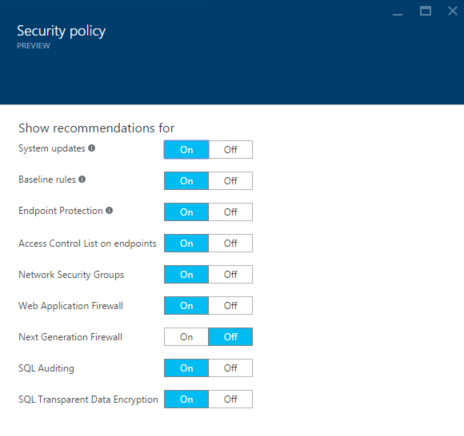 Security policy
PREVIEW
Show recommendations for
System updates
On Off
Baseline rules
On Off
Endpoint Protection
On Off
Access Control List on endpoints
On Off
Network Security Groups
On Off
Web Application Firewall
On Off
Next Generation Firewall
On Off
SQL Auditing
On Off
SQL Transparent Data Encryption
On Off